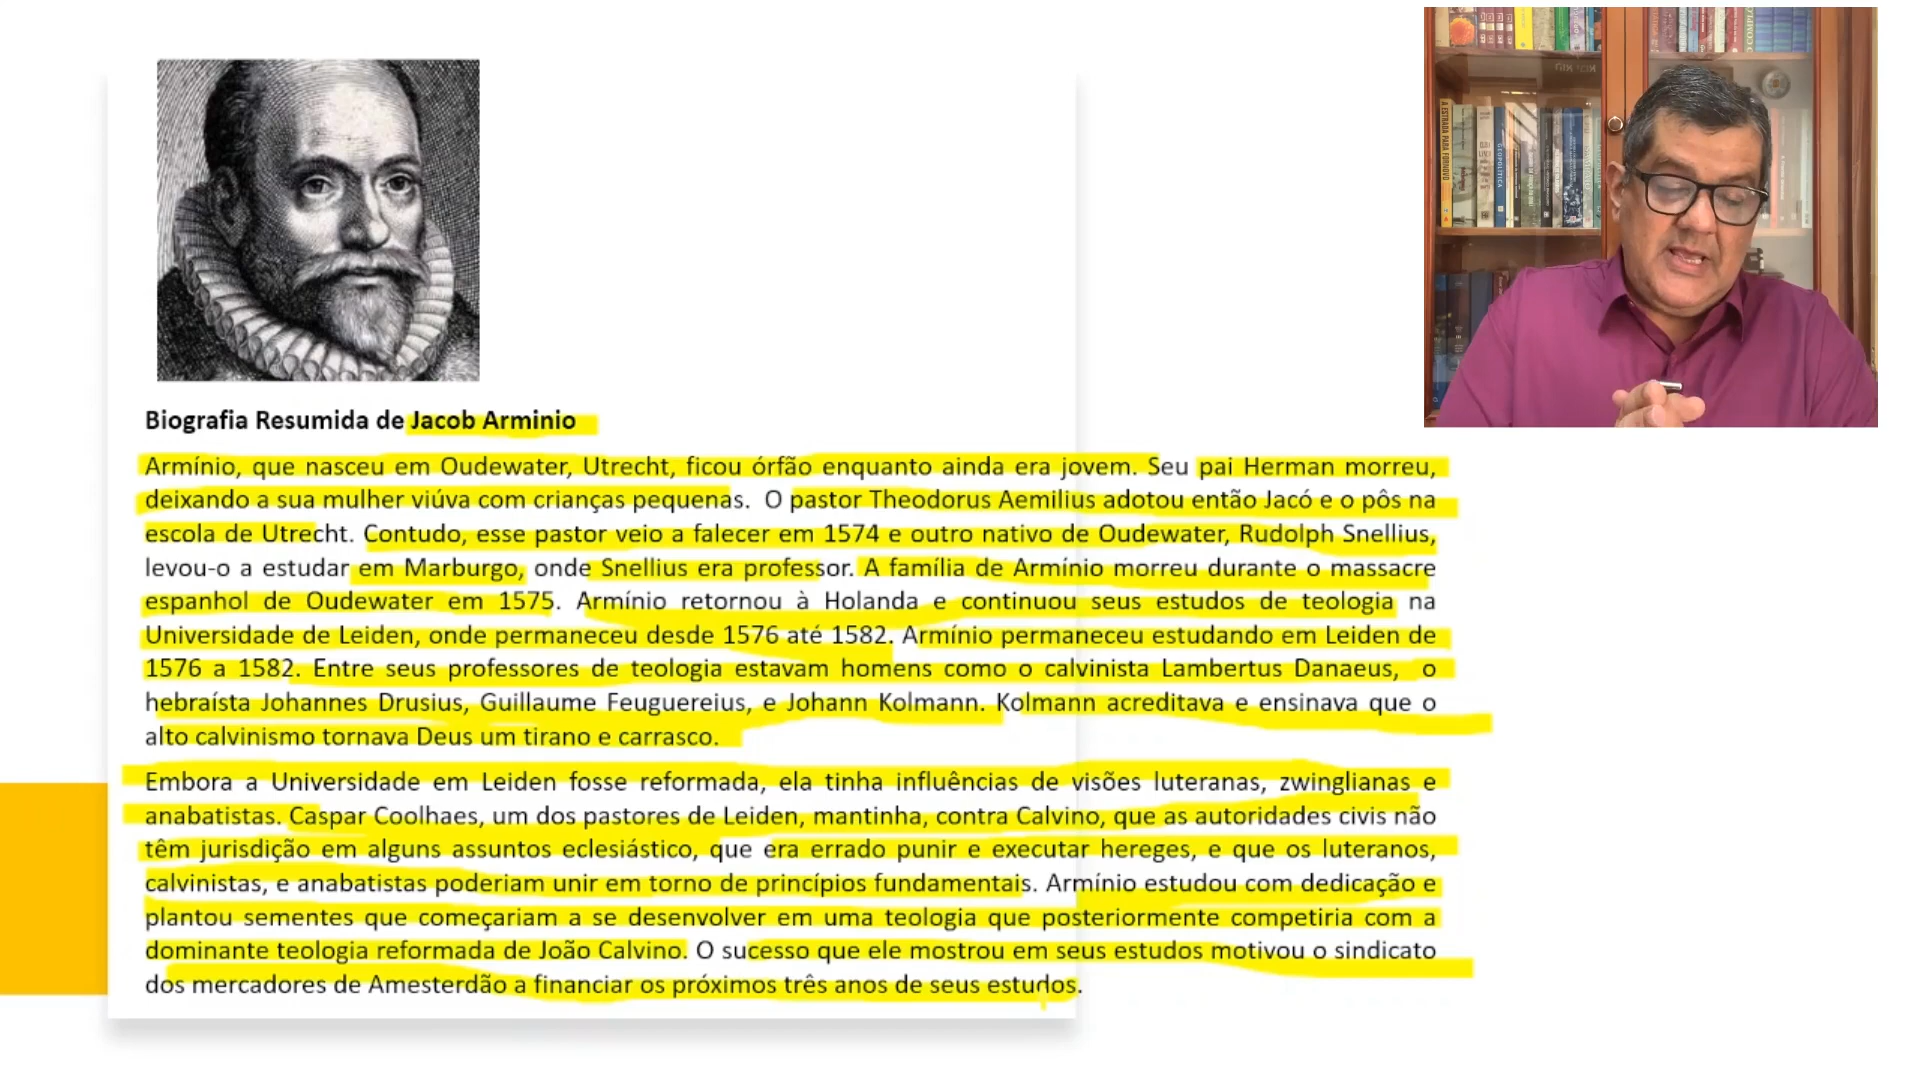 Biografia Resumida de Jacob Arminio
Armínio, que nasceu em Oudewater, Utrecht, ficou órfão enquanto ainda era jovem. Seu pai Herman morreu,
deixando a sua mulher viúva com crianças pequenas. O pastor Theodorus Aemilius adotou então Jacó e o pôs na
escola de Utrecht. Contudo, esse pastor veio a falecer em 1574 e outro nativo de Oudewater, Rudolph Snellius,
levou-o a estudar em Marburgo, onde Snellius era professor. A família de Armínio morreu durante o massacre
espanhol de Oudewater em 1575. Armínio retornou à Holanda e continuou seus estudos de teologia na
Universidade de Leiden, onde permaneceu desde 1576 até 1582. Armínio permaneceu estudando em Leiden de
1576 a 1582. Entre seus professores de teologia estavam homens como o calvinista Lambertus Danaeus, o
hebraísta Johannes Drusius, Guillaume Feuguereius, e Johann Kolmann. Kolmann acreditava e ensinava que o
alto calvinismo tornava Deus um tirano e carrasco.
Embora a Universidade em Leiden fosse reformada, ela tinha influências de visões luteranas, zwinglianas e
anabatistas. Caspar Coolhaes, um dos pastores de Leiden, mantinha, contra Calvino, que as autoridades civis não
têm jurisdição em alguns assuntos eclesiástico, que era errado punir e executar hereges, e que os luteranos,
calvinistas, e anabatistas poderiam unir em torno de princípios fundamentais. Armínio estudou com dedicação e
plantou sementes que começariam a se desenvolver em uma teologia que posteriormente competiria com a
dominante teologia reformada de João Calvino. O sucesso que ele mostrou em seus estudos motivou o sindicato
dos mercadores de Amesterdão a financiar os próximos três anos de seus estudos.
A ESTRADA PARA FORNOVO
GEOPOLÍTICA